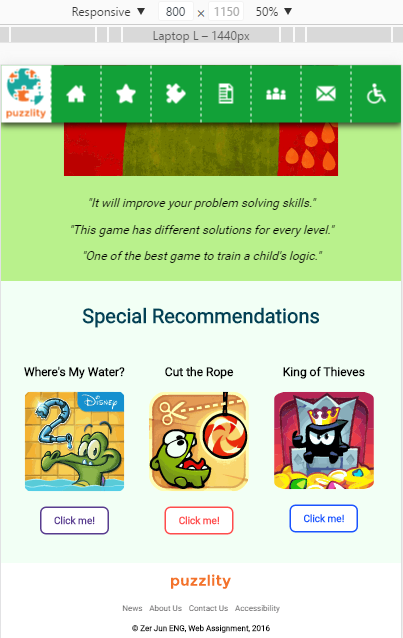 Responsive ▼ 800 × 1150 50% ▼
Laptop L – 1440px
puzzlity
"It will improve your problem solving skills."
"This game has different solutions for every level."
"One of the best game to train a child's logic."
Special Recommendations
Where's My Water? Cut the Rope King of Thieves
Disney
2
Click me! Click me! Click me!
puzzlity
News About Us Contact Us Accessibility
© Zer Jun ENG, Web Assignment, 2016